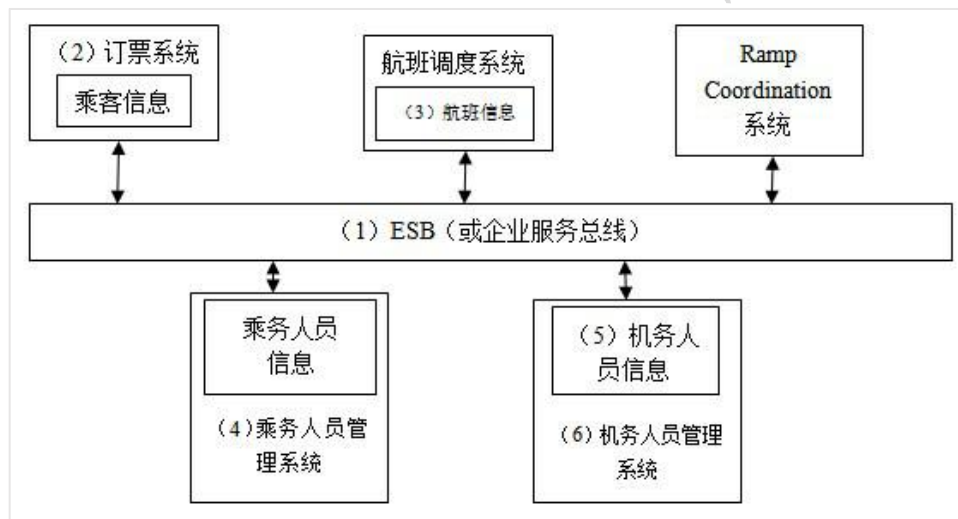 （2）订票系统
乘客信息
航班调度系统
（3）航班信息
Ramp
Coordination
系统
（1）ESB（或企业服务总线）
乘务人员
信息
（4)乘务人员管
理系统
（5）机务人
员信息
（6)机务人员管理
系统